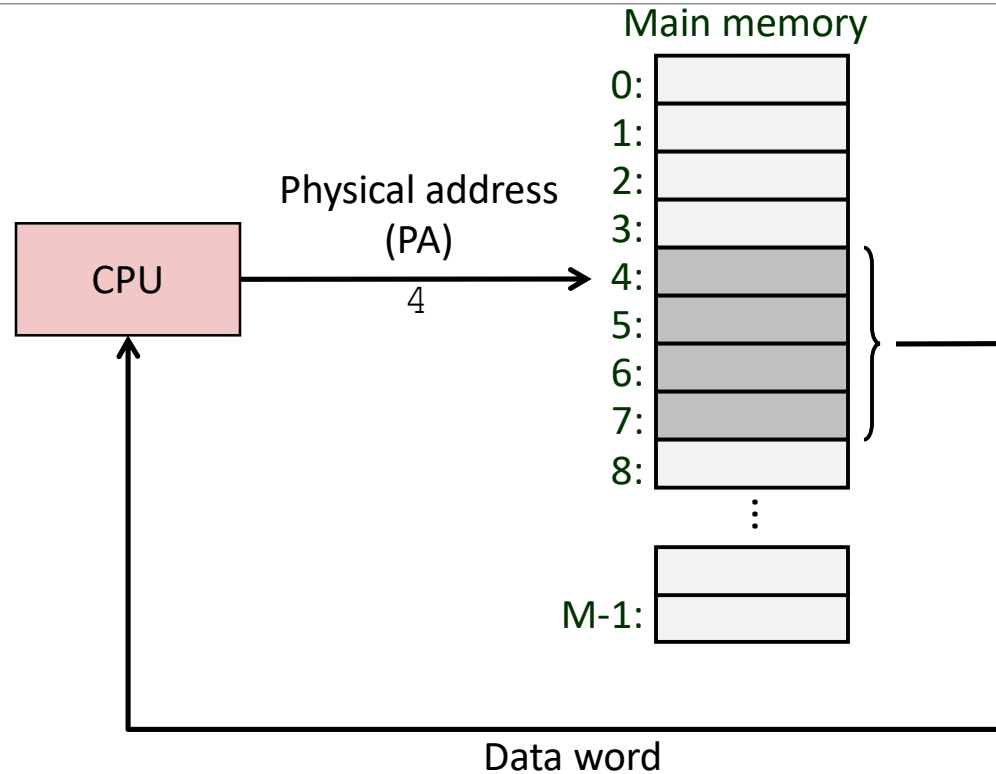 Main memory
0:
1:
2:
Physical address
(PA)
3:
CPU
4
4:
5:
6:
7:
8:
...
M-1:
Data word